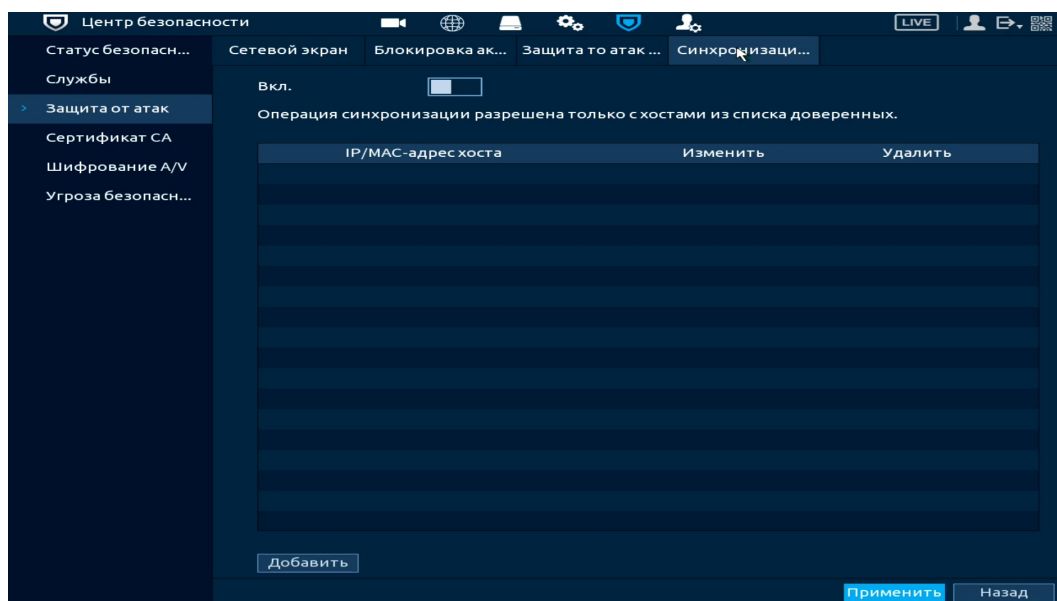 Центр безопасности
LIVE
Статус безопасн...
Службы
Защита от атак
Сертификат CA
Шифрование A/V
Угроза безопасн...
Сетевой экран
Блокировка ак...
Защита то атак ...
Синхронизаци...
Вкл.
Операция синхронизации разрешена только с хостами из списка доверенных.
IP/MAC-адрес хоста Изменить Удалить
Добавить
Применить Назад